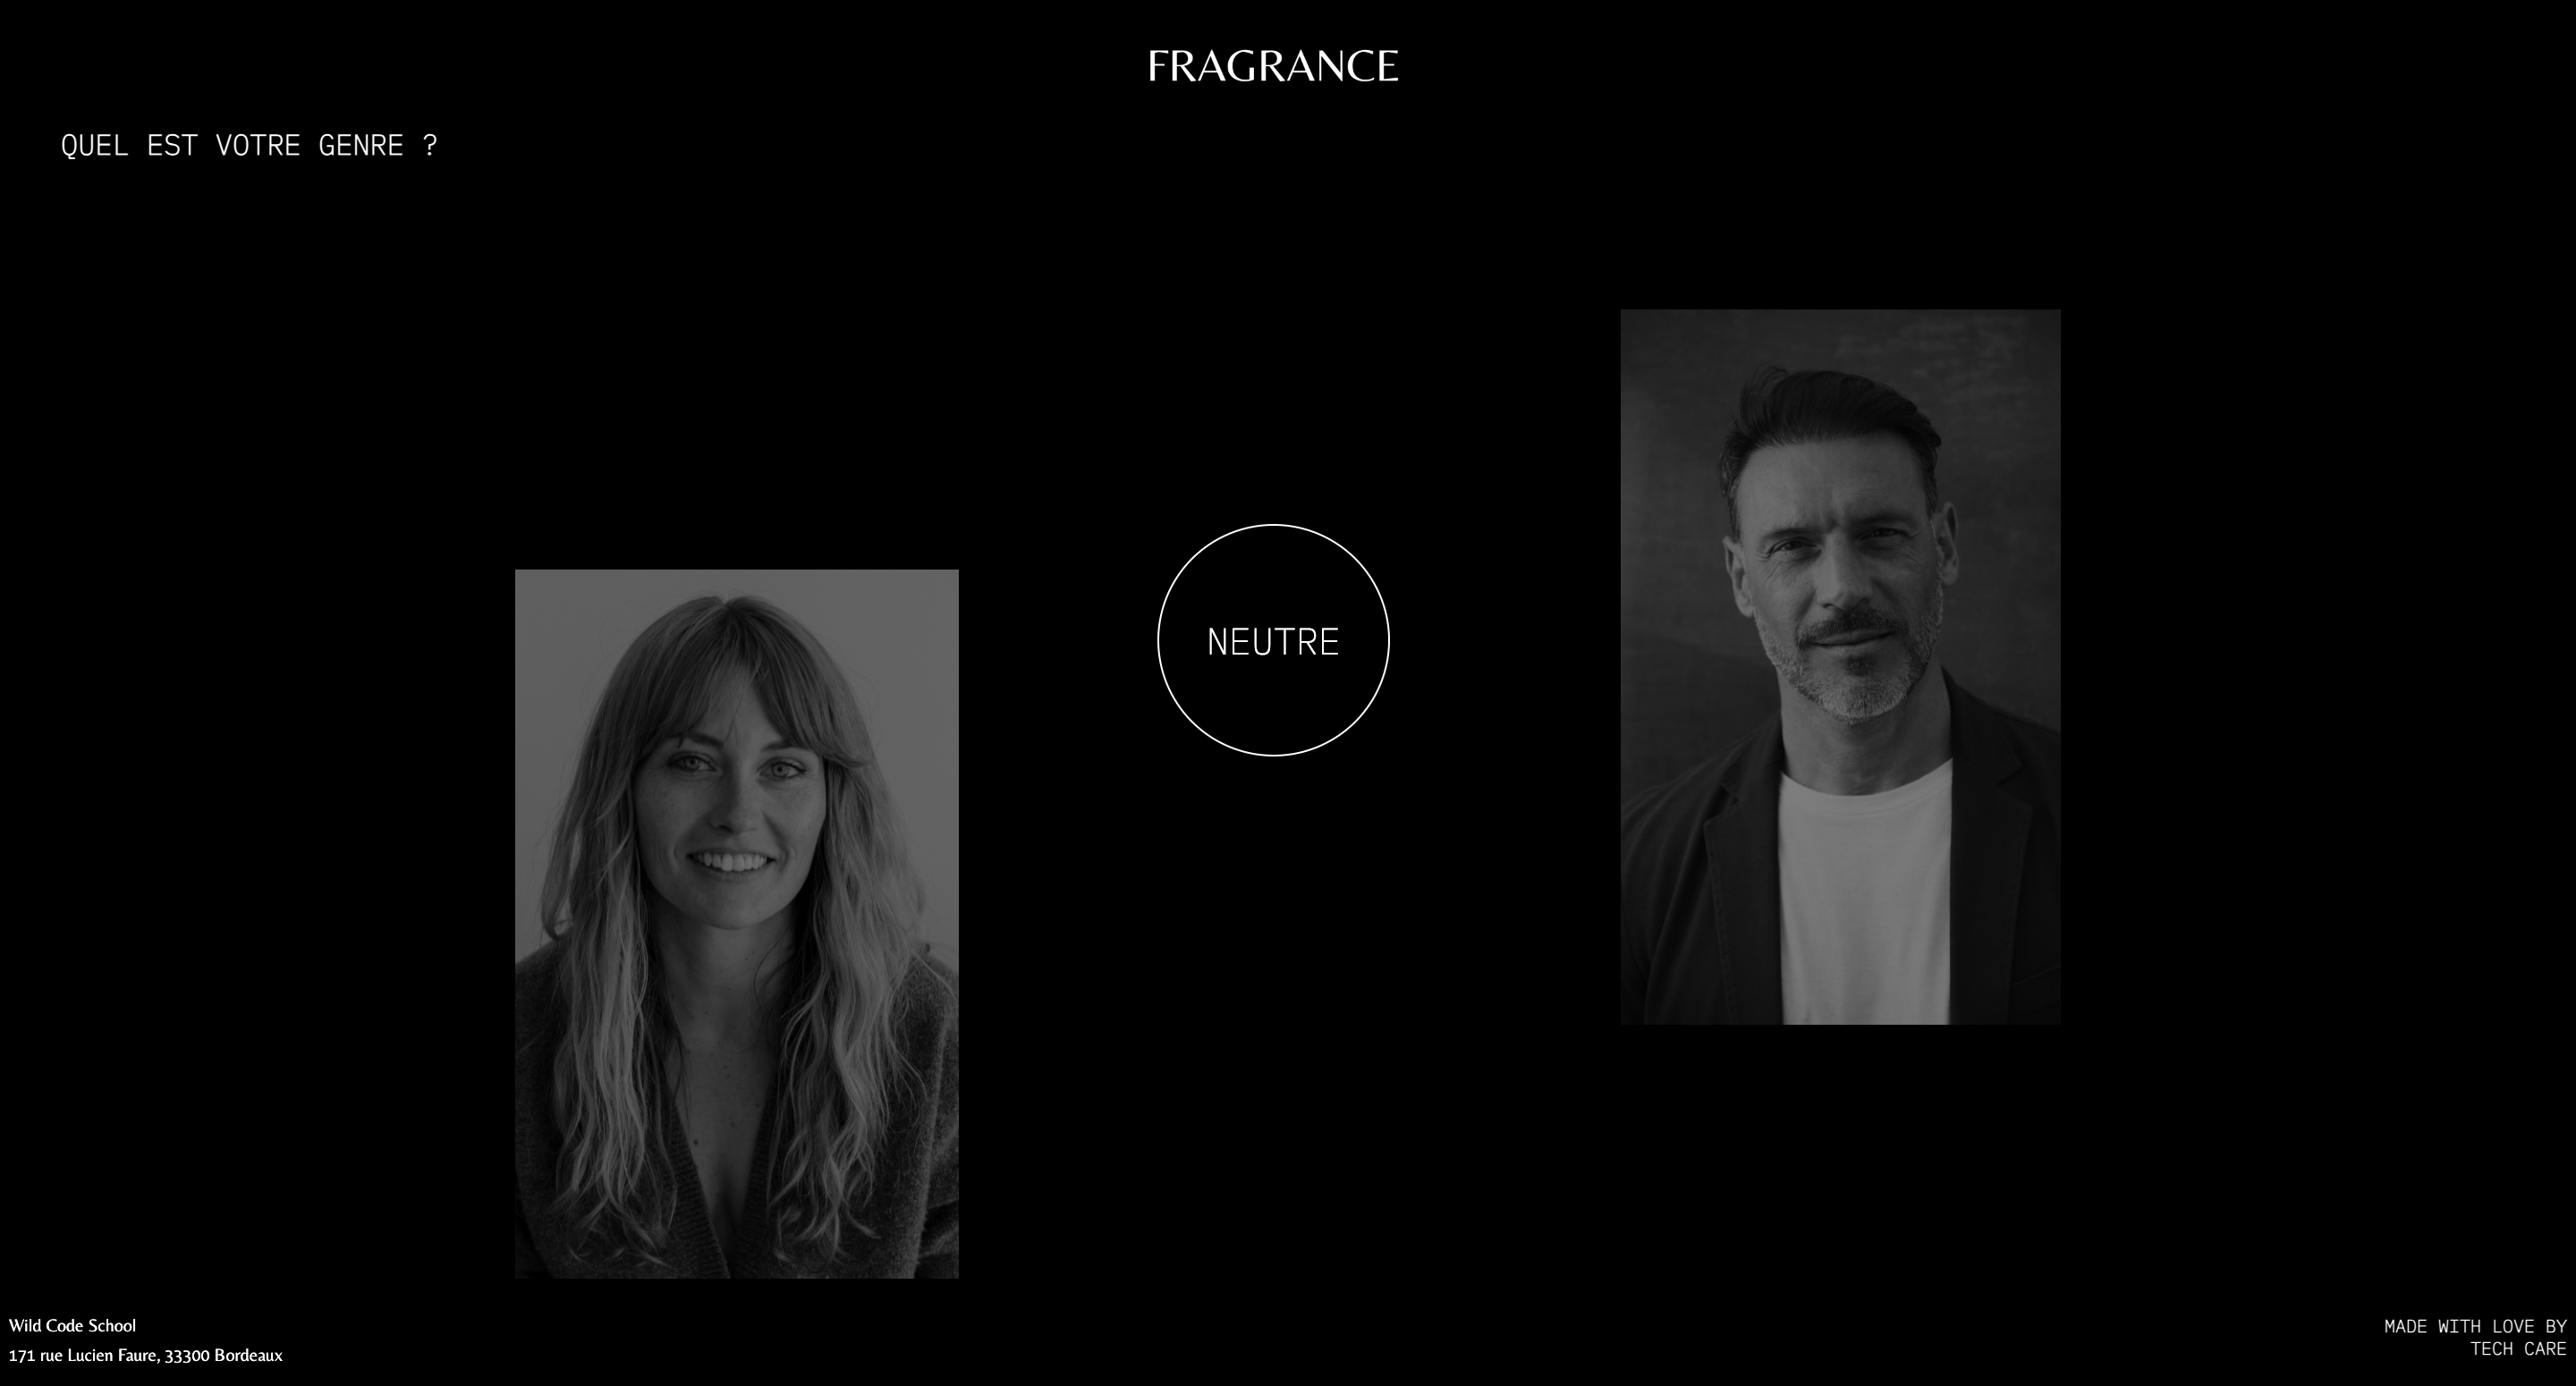 FRAGRANCE
QUEL EST VOTRE GENRE ?
NEUTRE
Wild Code School
171 rue Lucien Faure, 33300 Bordeaux
MADE WITH LOVE BY
TECH CARE